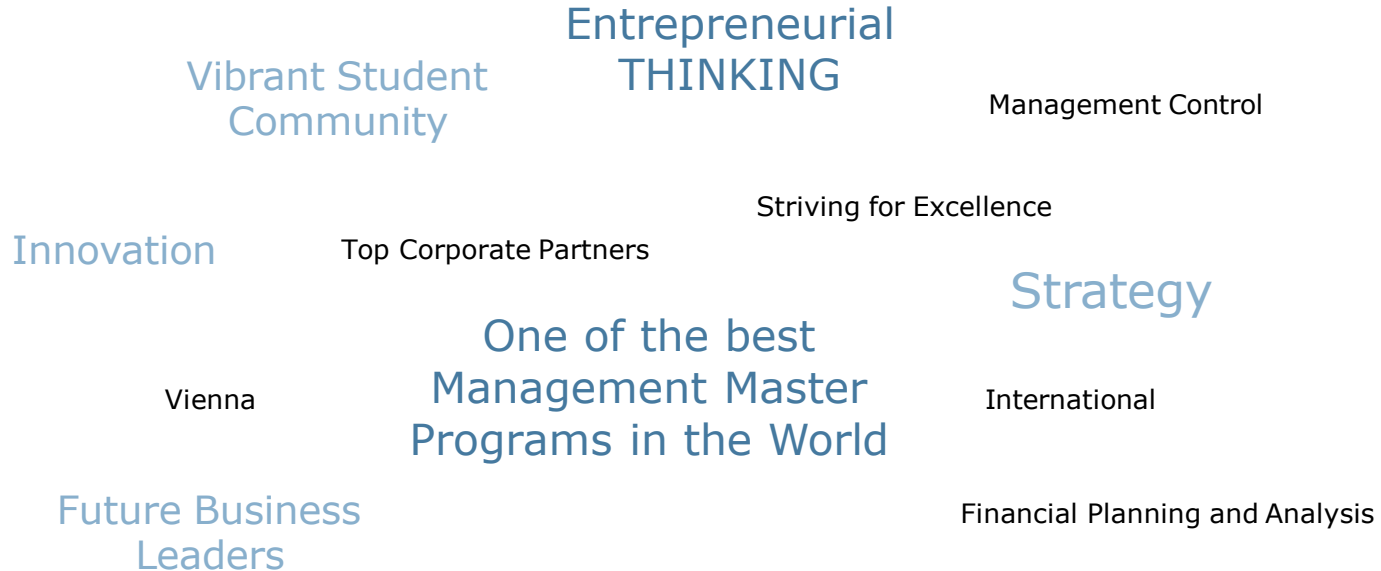 Entrepreneurial
THINKING
Vibrant Student
Community
Management Control
Striving for Excellence
Innovation
Top Corporate Partners
Strategy
One of the best
Management Master
Programs in the World
Vienna
International
Future Business
Leaders
Financial Planning and Analysis